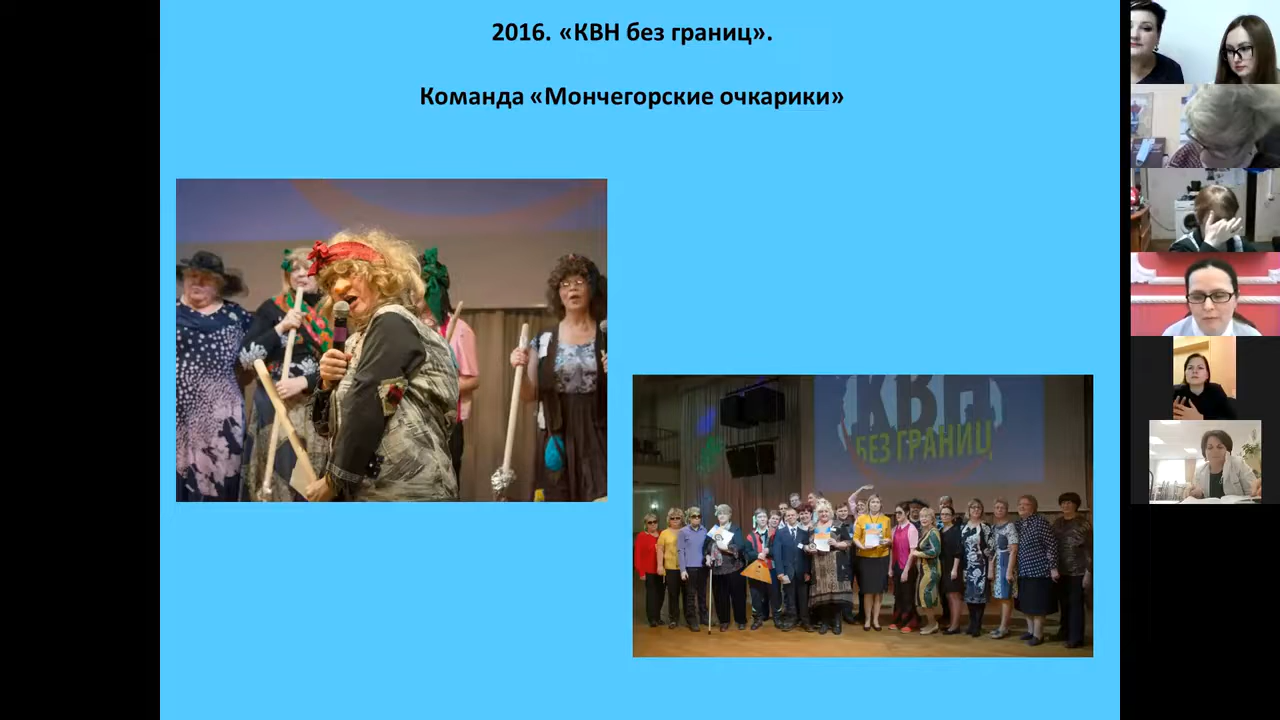 2016. «КВН без границ».
Команда «Мончегорские очкарики»
КВН
БЕЗ ГРАНИЦ